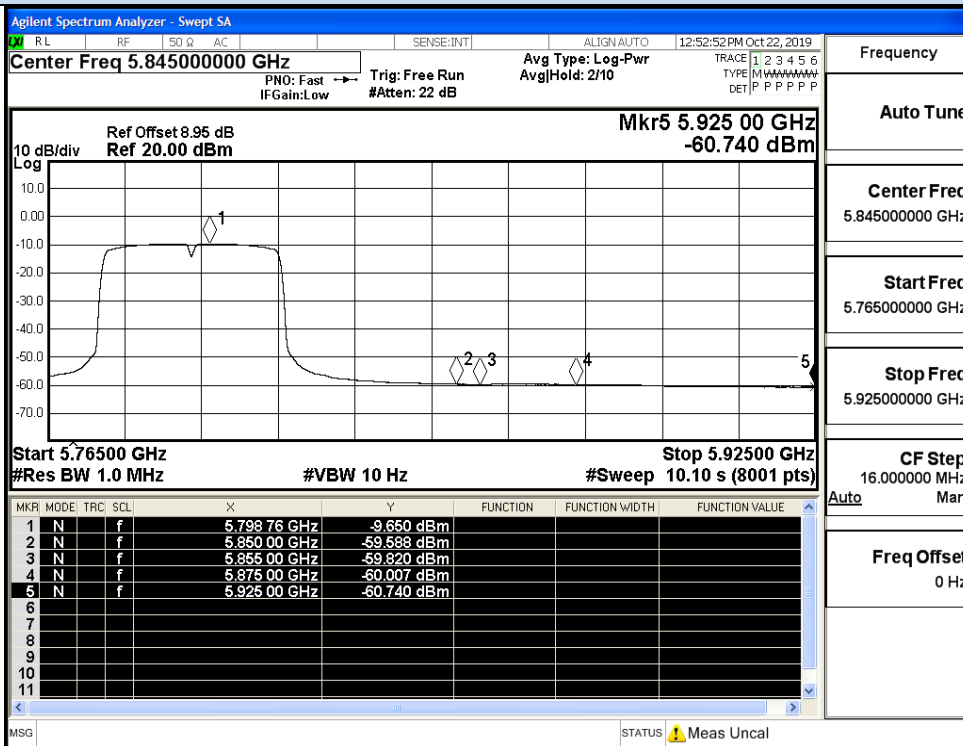 Agilent Spectrum Analyzer - Swept SA
LXI RL RF 50 Ω AC SENSE:INT ALIGN AUTO 12:52:52 PM Oct 22, 2019
Center Freq 5.845000000 GHz
PNO: Fast
IFGain:Low
Trig: Free Run
#Atten: 22 dB
Avg Type: Log-Pwr
Avg|Hold: 2/10
TRACE 1 2 3 4 5 6
TYPE M
DET P P P P P P
Mkr5 5.925 00 GHz
-60.740 dBm
Ref Offset 8.95 dB
10 dB/div Ref 20.00 dBm
Log
10.0
0.00
-10.0
-20.0
-30.0
-40.0
-50.0
-60.0
-70.0
1
2
3
4
5
Start 5.76500 GHz Stop 5.92500 GHz
#Res BW 1.0 MHz #VBW 10 Hz #Sweep 10.10 s (8001 pts)
MKR MODE TRC SCL X Y FUNCTION FUNCTION WIDTH FUNCTION VALUE
1 N f 5.798 76 GHz -9.650 dBm
2 N f 5.850 00 GHz -59.588 dBm
3 N f 5.855 00 GHz -59.820 dBm
4 N f 5.875 00 GHz -60.007 dBm
5 N f 5.925 00 GHz -60.740 dBm
6
7
8
9
10
11
MSG STATUS Meas Uncal
Frequency
Auto Tune
Center Freq
5.845000000 GHz
Start Freq
5.765000000 GHz
Stop Freq
5.925000000 GHz
CF Step
16.000000 MHz
Auto Man
Freq Offset
0 Hz